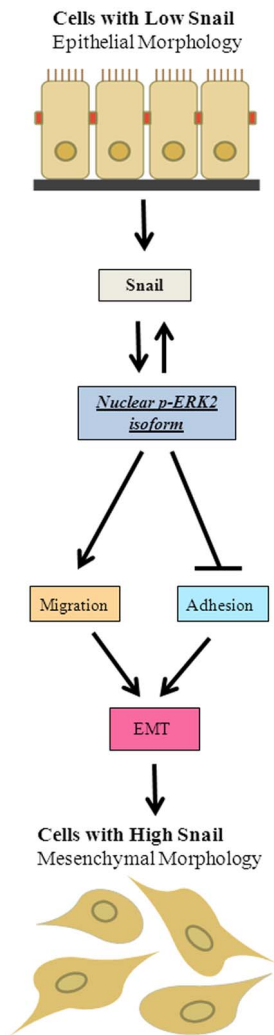 Cells with Low Snail
Epithelial Morphology
Snail
Nuclear p-ERK2
isoform
Migration
Adhesion
EMT
Cells with High Snail
Mesenchymal Morphology